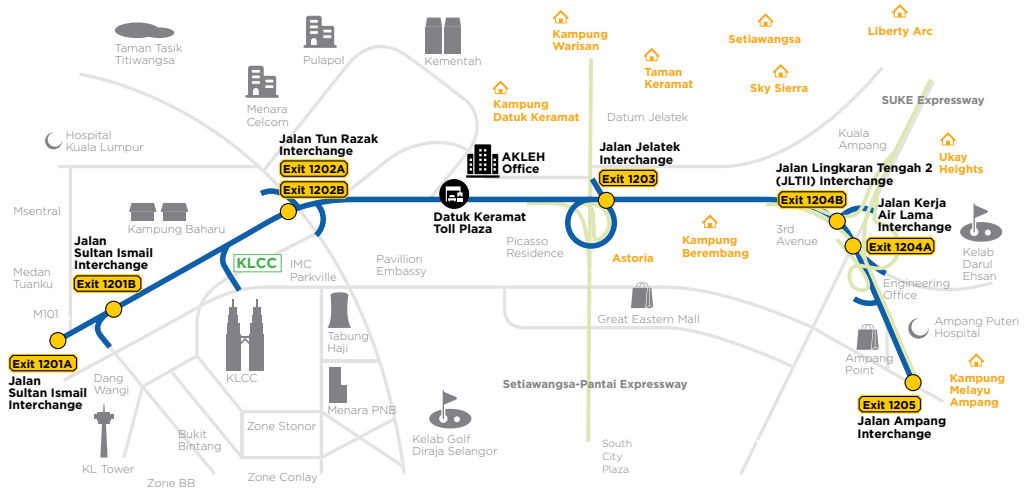 Taman Tasik
Titiwangsa
Pulapol
Kementah
Kampung
Warisan
Setiawangsa
Liberty Arc
Menara
Celcom
Kampung
Datuk Keramat
Taman
Keramat
Sky Sierra
SUKE Expressway
Hospital
Kuala Lumpur
Jalan Tun Razak
Interchange
Exit 1202A
Exit 1202B
AKLEH
Office
Datum Jelatek
Jalan Jelatek
Interchange
Exit 1203
Kuala
Ampang
Ukay
Heights
Jalan Lingkaran Tengah 2
(JLTII) Interchange
Exit 1204B
Jalan Kerja
Air Lama
Interchange
Exit 1204A
Msentral
Kampung Baharu
Datuk Keramat
Toll Plaza
Picasso
Residence
Astoria
Kampung
Berembang
3rd
Avenue
Kelab
Darul
Ehsan
Jalan
Sultan Ismail
Interchange
Exit 1201B
KLCC
IMC
Parkville
Pavillion
Embassy
Medan
Tuanku
Engineering
Office
M101
Great Eastern Mall
Ampang Puteri
Hospital
Tabung
Haji
Exit 1201A
Jalan
Sultan Ismail
Interchange
Dang
Wangi
KLCC
Setiawangsa-Pantai Expressway
Ampang
Point
Kampung
Melayu
Ampang
Exit 1205
Jalan Ampang
Interchange
Menara PNB
Zone Stonor
Bukit
Bintang
Kelab Golf
Diraja Selangor
South
City
Plaza
KL Tower
Zone BB
Zone Conlay